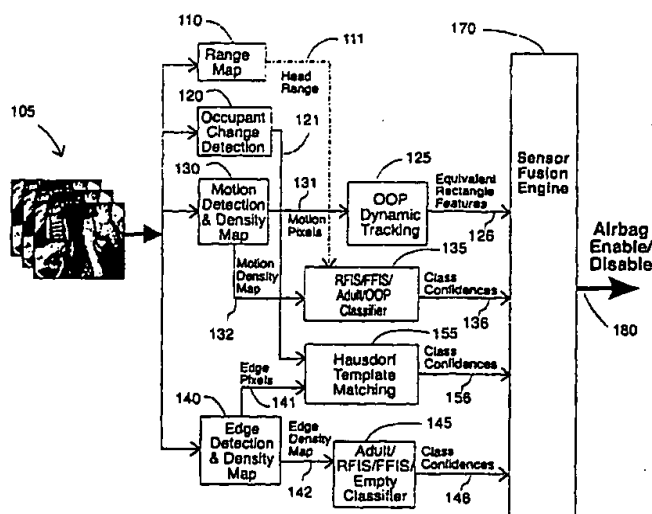 110
111
170
Range
Map
Head
Range
120
105
121
Occupant
Change
Detection
125
Sensor
Fusion
Engine
130
131
Equivalent
Rectangle
Features
Motion
Detection
& Density
Map
Motion
Pixels
OOP
Dynamic
Tracking
126
Airbag
Enable/
Disable
135
Motion
Density
Map
RFIS/FFIS/
Adult/OOP
Classifier
Class
Confidences
132
136
180
155
Edge
Pixels
Hausdorf
Template
Matching
Class
Confidences
140
141
156
Edge
Detection
& Density
Map
Edge
Density
Map
145
142
Adult/
RFIS/FFIS/
Empty
Classifier
Class
Confidences
146